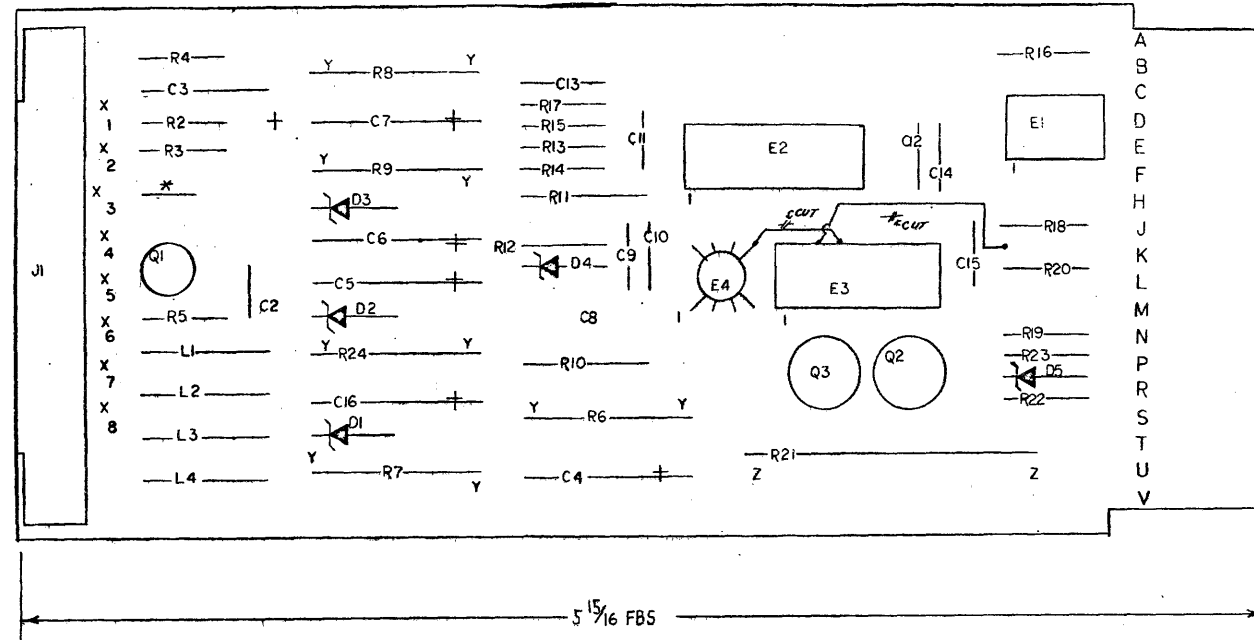 J1
X
1
X
2
X
3
X
4
X
5
X
6
X
7
X
8
R4
C3
R2 +
R3
*
Q1
C2
R5
L1
L2
L3
L4
Y R8 Y
C7 +
Y R9 Y
D3
C6 +
C5 +
D2
Y R24 Y
C16 +
D1
Y R7 Y
C13
R17
R15
R13
R14
R11
C11
R12
D4
C9
C10
C8
R10
Y R6 Y
C4 +
E2
1
C CUT
E CUT
E4
1
E3
1
Q3
Q2
R21
Z Z
C14
C15
R16
E1
1
R18
R20
R19
R23
D5
R22
A
B
C
D
E
F
H
J
K
L
M
N
P
R
S
T
U
V
5 15/16 FBS